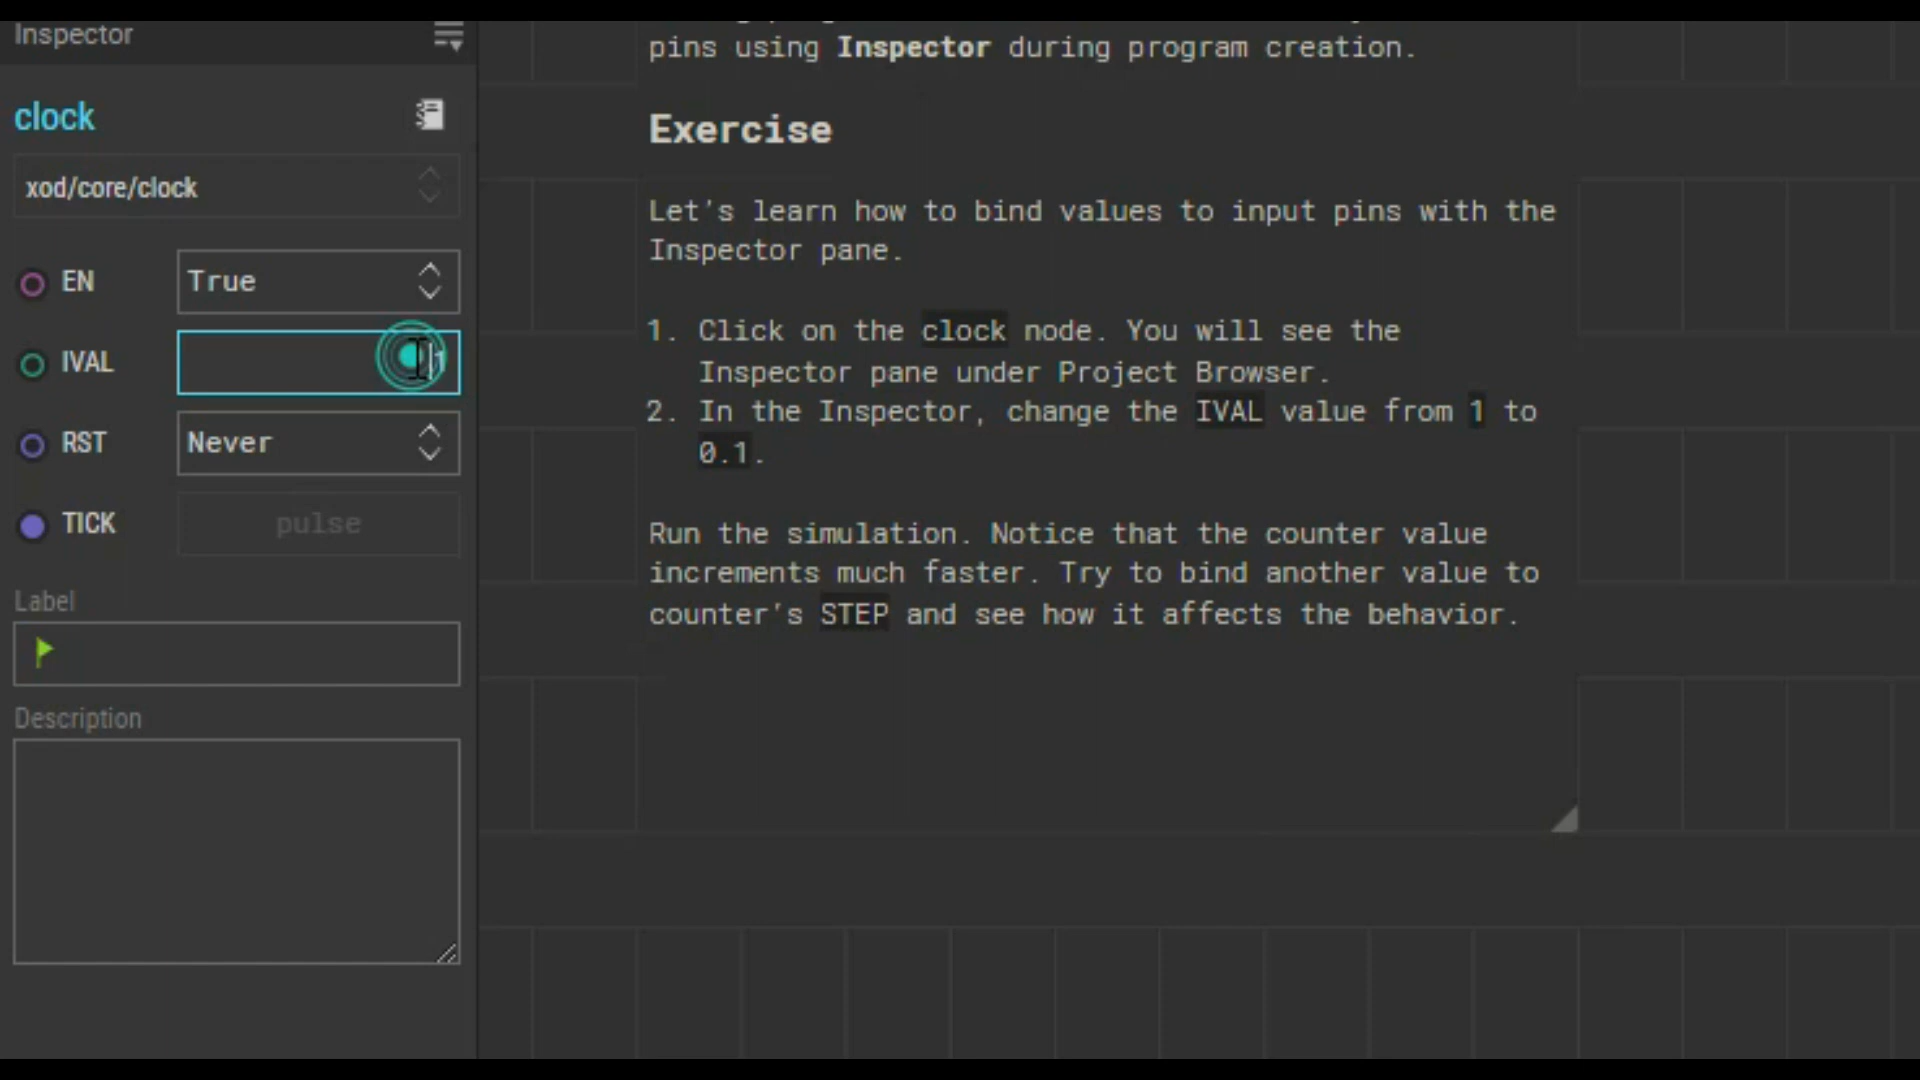 Inspector
pins using Inspector during program creation.
clock
Exercise
xod/core/clock
Let's learn how to bind values to input pins with the
Inspector pane.
EN
True
1. Click on the clock node. You will see the
IVAL
Inspector pane under Project Browser.
2. In the Inspector, change the IVAL value from 1 to
0.1.
RST
Never
TICK
pulse
Run the simulation. Notice that the counter value
increments much faster. Try to bind another value to
counter's STEP and see how it affects the behavior.
Label
Description